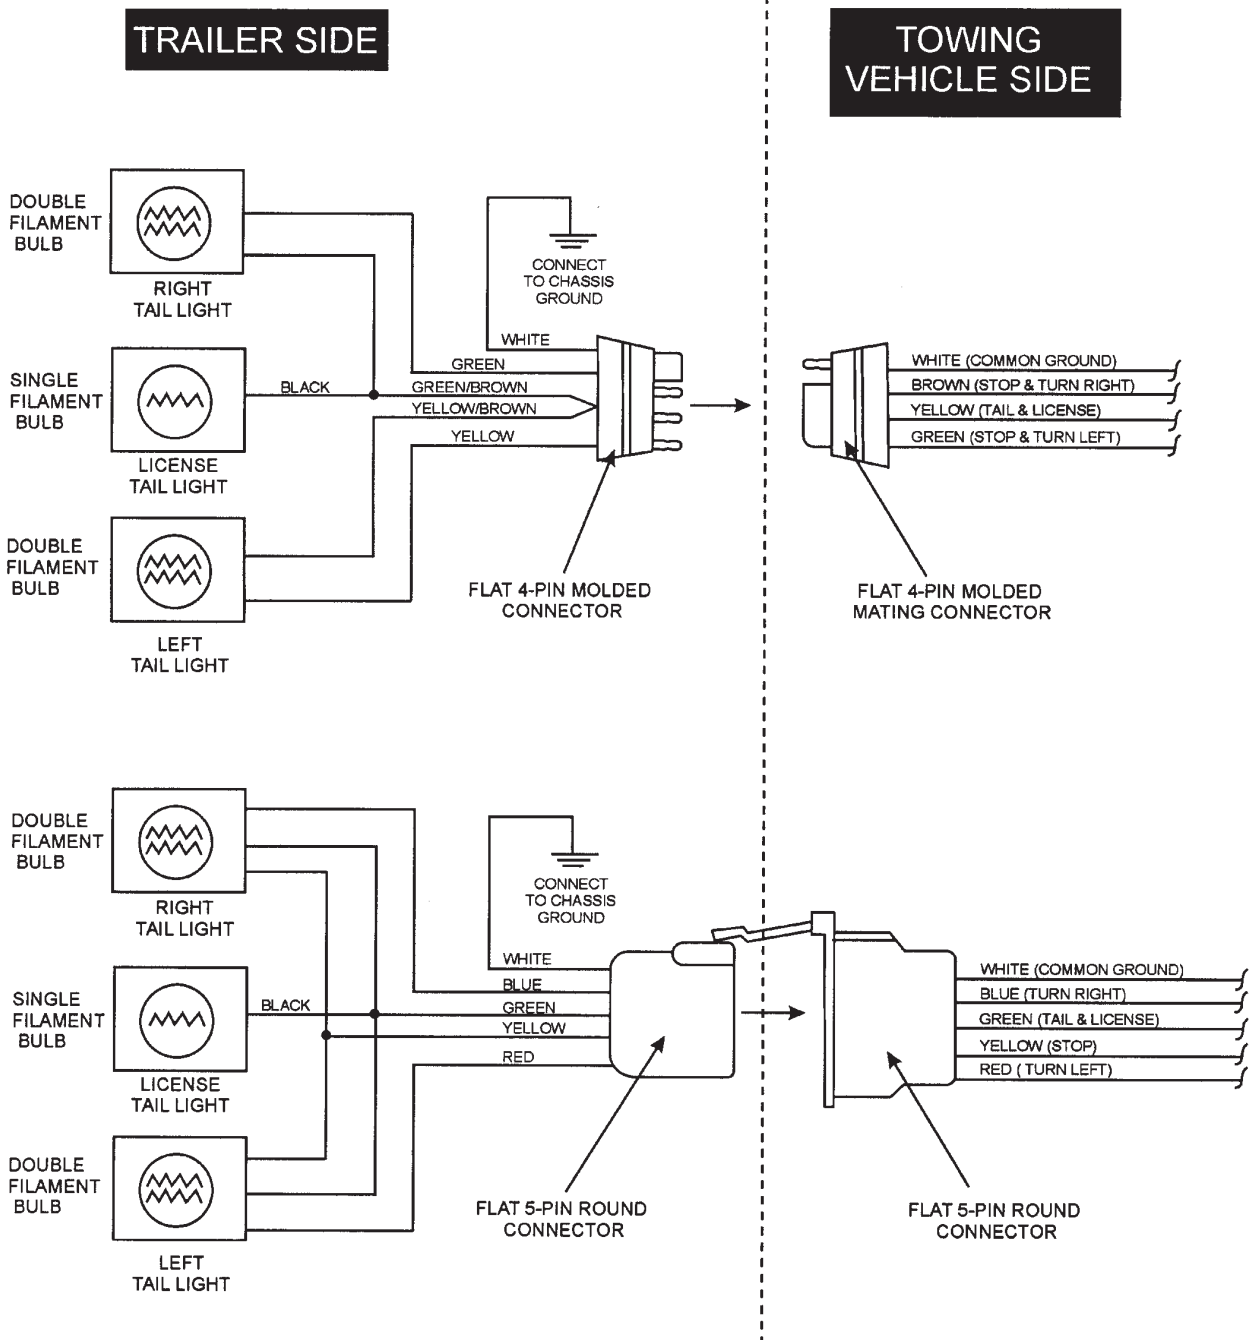 TRAILER SIDE
TOWING
VEHICLE SIDE
DOUBLE
FILAMENT
BULB
RIGHT
TAIL LIGHT
CONNECT
TO CHASSIS
GROUND
WHITE
GREEN
SINGLE
FILAMENT
BULB
BLACK
GREEN/BROWN
YELLOW/BROWN
YELLOW
LICENSE
TAIL LIGHT
WHITE (COMMON GROUND)
BROWN (STOP & TURN RIGHT)
YELLOW (TAIL & LICENSE)
GREEN (STOP & TURN LEFT)
DOUBLE
FILAMENT
BULB
LEFT
TAIL LIGHT
FLAT 4-PIN MOLDED
CONNECTOR
FLAT 4-PIN MOLDED
MATING CONNECTOR
DOUBLE
FILAMENT
BULB
RIGHT
TAIL LIGHT
CONNECT
TO CHASSIS
GROUND
WHITE
BLUE
SINGLE
FILAMENT
BULB
BLACK
GREEN
YELLOW
RED
LICENSE
TAIL LIGHT
WHITE (COMMON GROUND)
BLUE (TURN RIGHT)
GREEN (TAIL & LICENSE)
YELLOW (STOP)
RED ( TURN LEFT)
DOUBLE
FILAMENT
BULB
LEFT
TAIL LIGHT
FLAT 5-PIN ROUND
CONNECTOR
FLAT 5-PIN ROUND
CONNECTOR